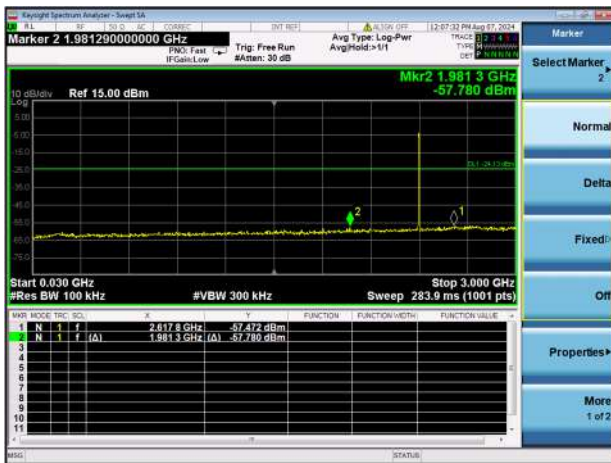 Keysight Spectrum Analyzer - Swept SA
RL RF 50 Ω AC CORREC INT REF ALIGN OFF 12:07:32 PM Aug 07, 2024
Marker 2 1.981290000000 GHz
PNO: Fast
IFGain:Low
Trig: Free Run
#Atten: 30 dB
Avg Type: Log-Pwr
Avg|Hold:>1/1
TRACE 1 2 3 4 5 6
TYPE M W W W W W
DET P N N N N N
Mkr2 1.981 3 GHz
-57.780 dBm
10 dB/div Ref 15.00 dBm
Log
5.00
-5.00
-15.0
-25.0
DL1 -24.13 dBm
-35.0
-45.0
-55.0
-65.0
-75.0
2
1
Start 0.030 GHz Stop 3.000 GHz
#Res BW 100 kHz #VBW 300 kHz Sweep 283.9 ms (1001 pts)
MKR MODE TRC SCL X Y FUNCTION FUNCTION WIDTH FUNCTION VALUE
1 N 1 f 2.617 8 GHz -57.472 dBm
2 N 1 f (Δ) 1.981 3 GHz (Δ) -57.780 dBm
3
4
5
6
7
8
9
10
11
MSG STATUS
Marker
Select Marker
2
Normal
Delta
Fixed
Off
Properties
More
1 of 2